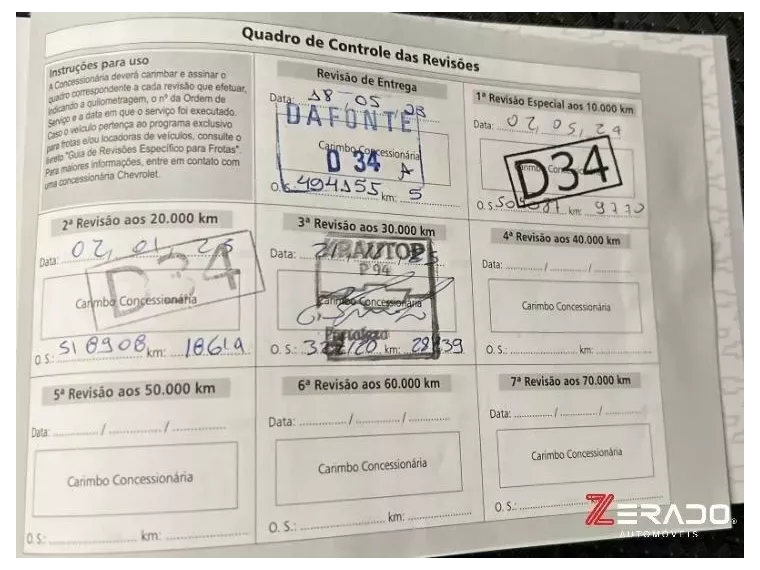 Quadro de Controle das Revisões
Instruções para uso
A Concessionária deverá carimbar e assinar o
quadro correspondente a cada revisão que efetuar,
indicando a quilometragem, o nº da Ordem de
Serviço e a data em que o serviço foi executado.
Caso o veículo pertença ao programa exclusivo
para frotas e/ou locadoras de veículos, consulte o
livreto "Guia de Revisões Específico para Frotas".
Para maiores informações, entre em contato com
uma concessionária Chevrolet.
Revisão de Entrega
Data: 18-05/23
DAFONTE
Carimbo Concessionária
D 34 A
O. S.: 494155 km: 5
1ª Revisão Especial aos 10.000 km
Data: 02, 05, 24
D34
O. S. km: 9770
2ª Revisão aos 20.000 km
Data: 02, 01, 25
D34
Carimbo Concessionária
O. S.: 518908 km: 18619
3ª Revisão aos 30.000 km
Data:
Carimbo Concessionária
Fortaleza
O. S.: km:
4ª Revisão aos 40.000 km
Data: / /
Carimbo Concessionária
O. S.: km:
5ª Revisão aos 50.000 km
Data: / /
Carimbo Concessionária
O. S.: km:
6ª Revisão aos 60.000 km
Data: / /
Carimbo Concessionária
O. S.: km:
7ª Revisão aos 70.000 km
Data: / /
Carimbo Concessionária
O. S.:
ZERADO
AUTOMÓVEIS